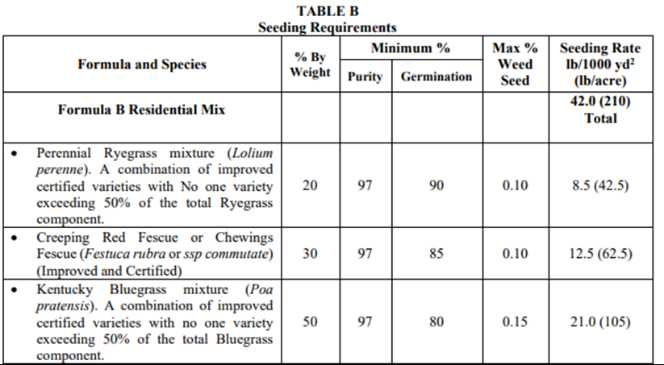 TABLE B
Seeding Requirements
Formula and Species
% By
Weight
Minimum %
Purity
Germination
Max %
Weed
Seed
Seeding Rate
lb/1000 yd²
(lb/acre)
Formula B Residential Mix
42.0 (210)
Total
• Perennial Ryegrass mixture (Lolium
perenne). A combination of improved
certified varieties with No one variety
exceeding 50% of the total Ryegrass
component.
20
97
90
0.10
8.5 (42.5)
• Creeping Red Fescue or Chewings
Fescue (Festuca rubra or ssp commutate)
(Improved and Certified)
30
97
85
0.10
12.5 (62.5)
• Kentucky Bluegrass mixture (Poa
pratensis). A combination of improved
certified varieties with no one variety
exceeding 50% of the total Bluegrass
component.
50
97
80
0.15
21.0 (105)